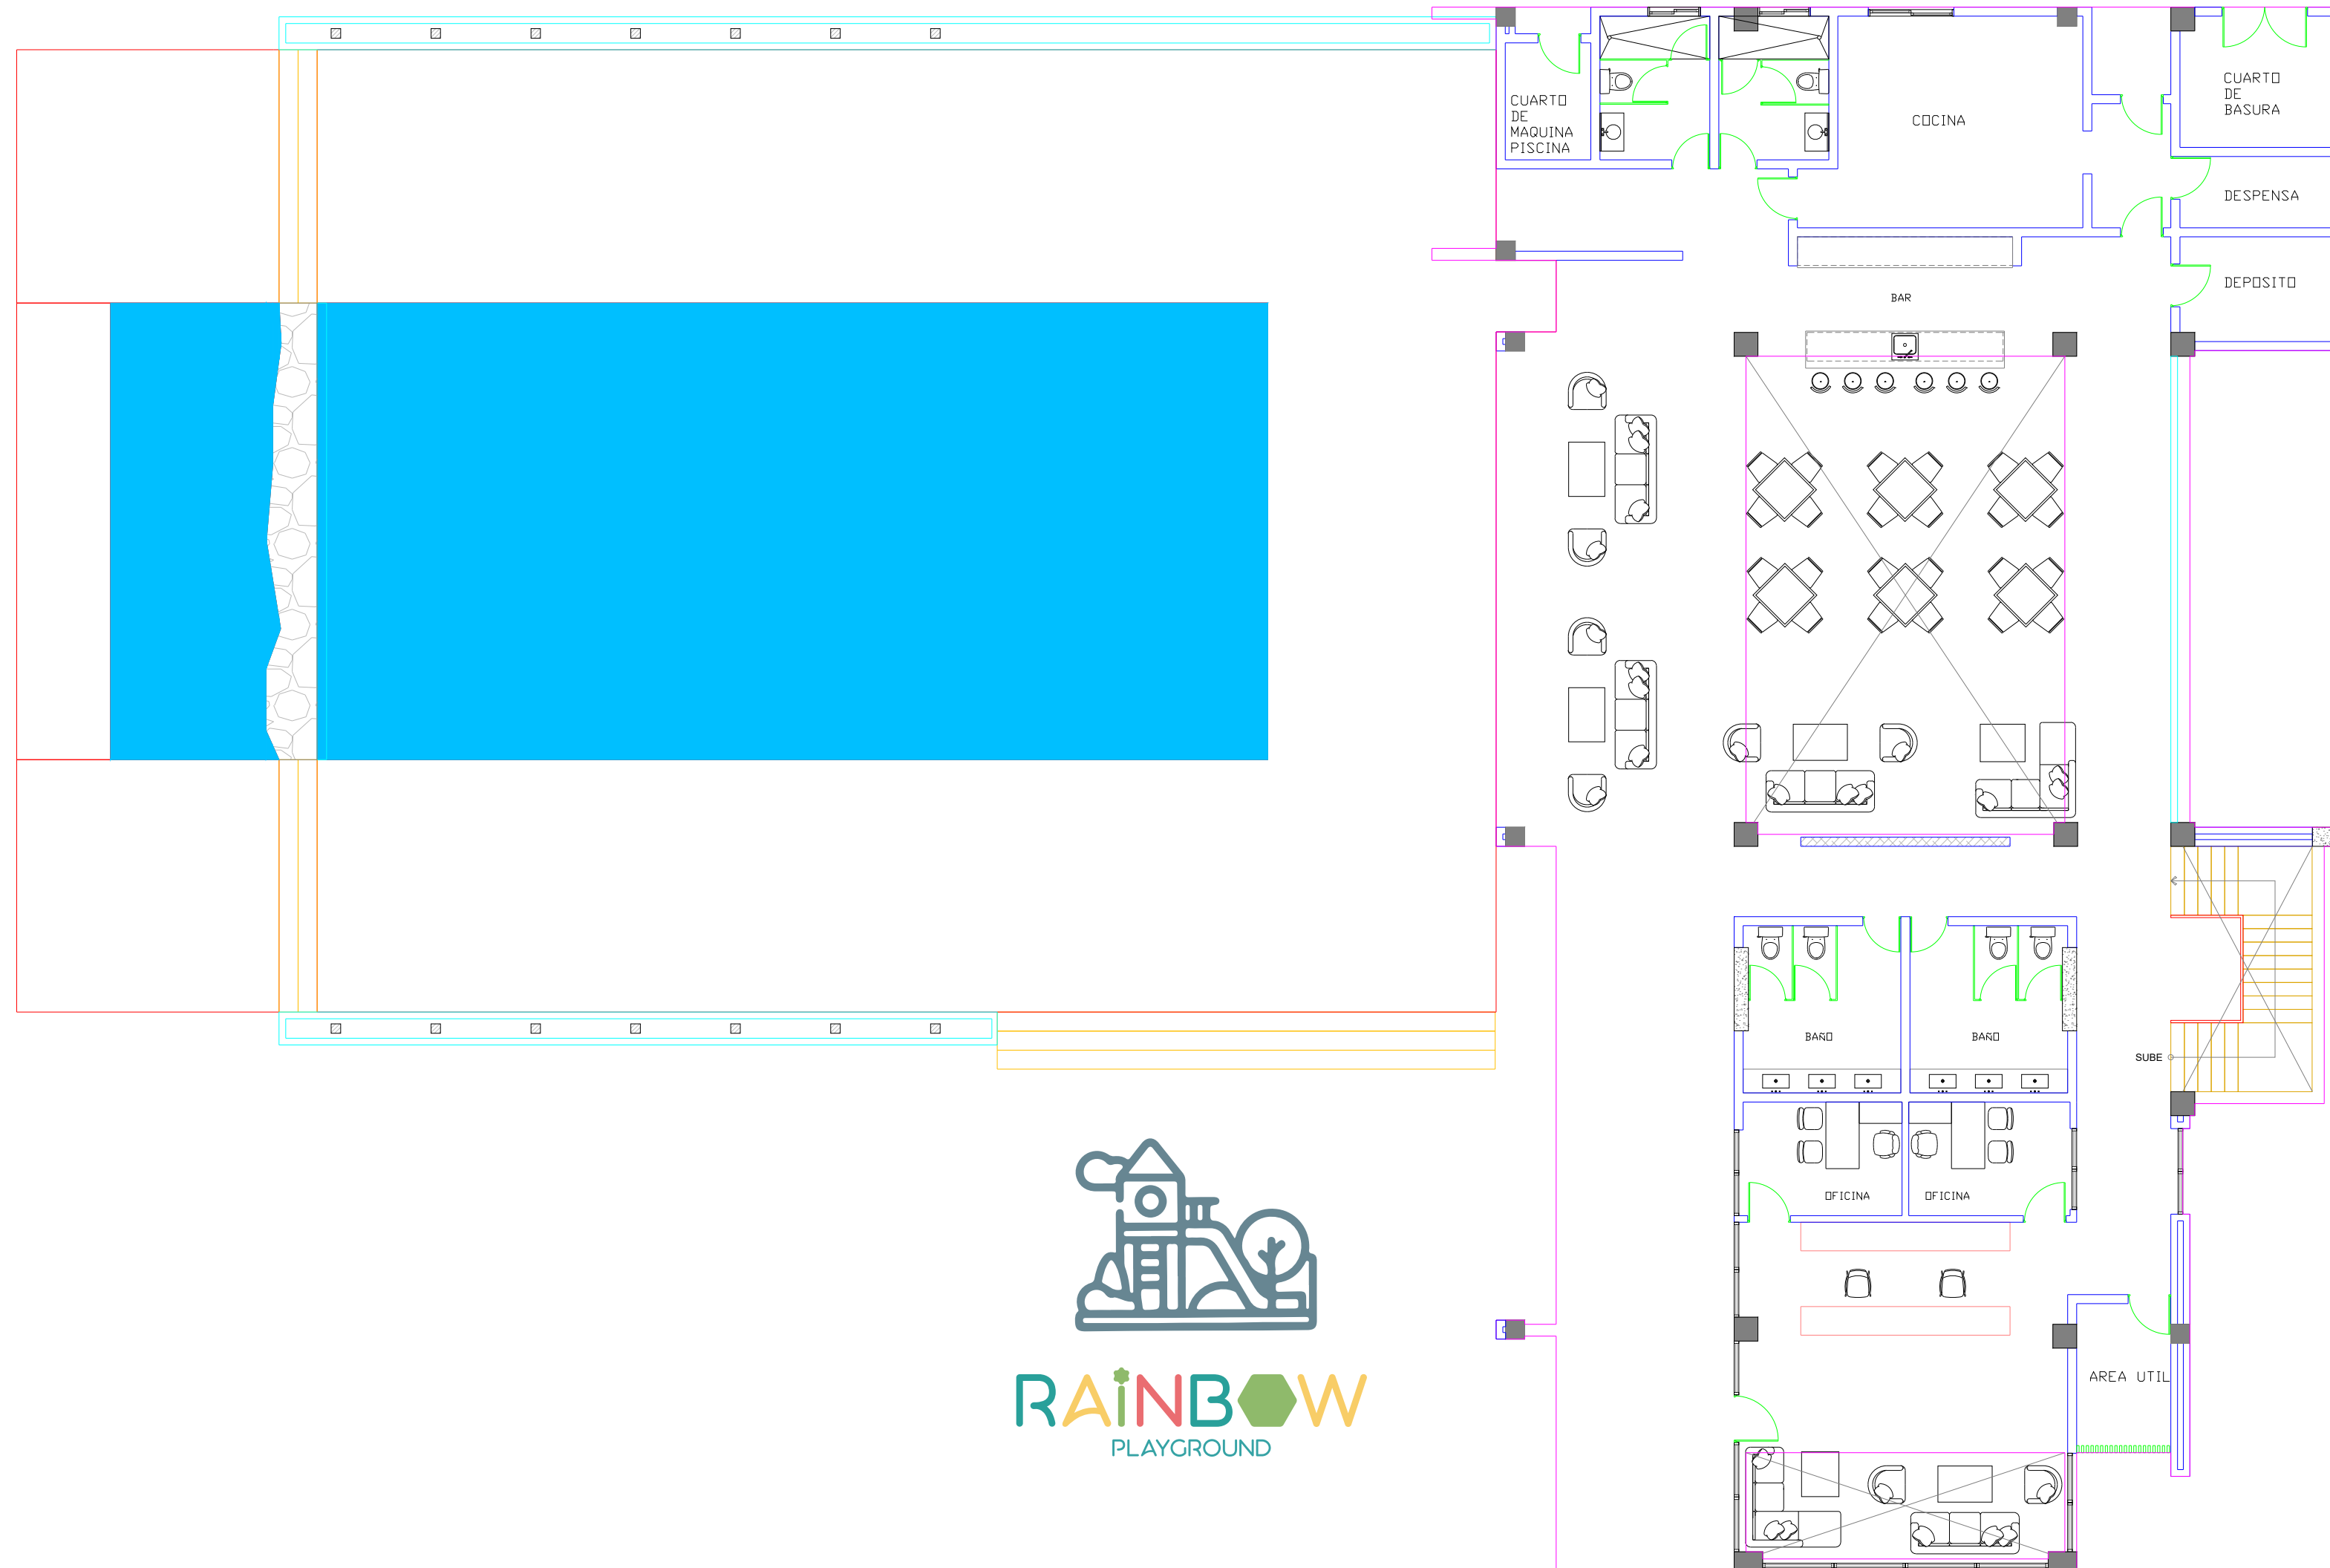 CUARTO
DE
MAQUINA
PISCINA
COCINA
CUARTO
DE
BASURA
DESPENSA
DEPOSITO
BAR
BAÑO
BAÑO
SUBE
OFICINA
OFICINA
AREA UTIL
RAiNBOW
PLAYGROUND